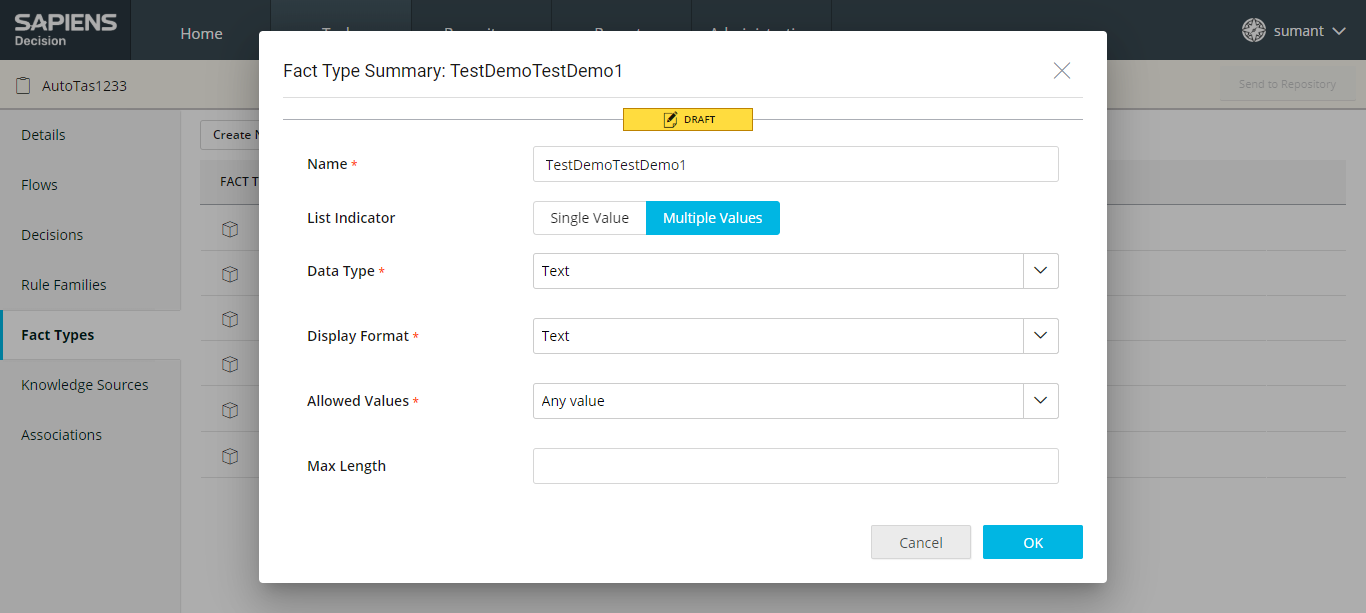 SAPIENS
Decision
Home
sumant
AutoTas1233
Send to Repository
Details
Flows
Decisions
Rule Families
Fact Types
Knowledge Sources
Associations
Create
FACT
Fact Type Summary: TestDemoTestDemo1
DRAFT
Name *
TestDemoTestDemo1
List Indicator
Single Value
Multiple Values
Data Type *
Text
Display Format *
Text
Allowed Values *
Any value
Max Length
Cancel
OK